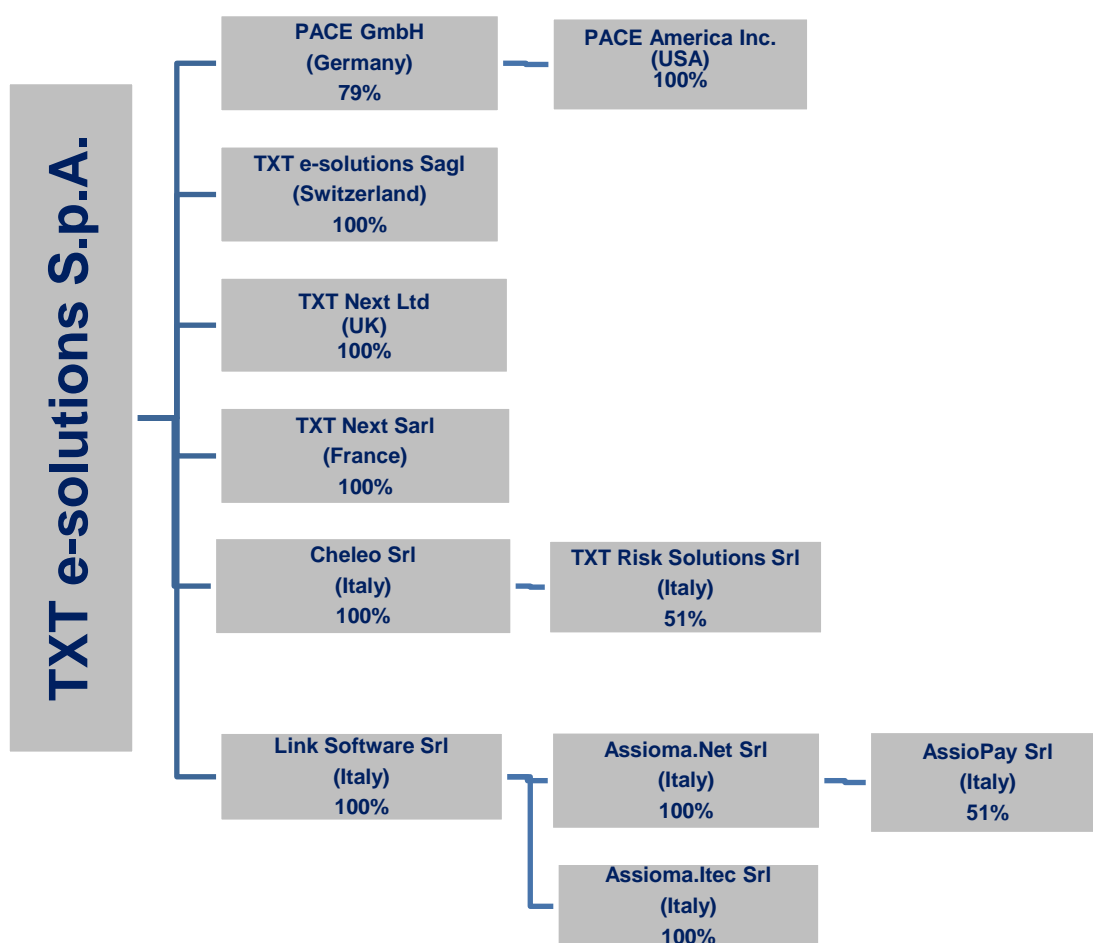 TXT e-solutions S.p.A.
PACE GmbH
(Germany)
79%
PACE America Inc.
(USA)
100%
TXT e-solutions Sagl
(Switzerland)
100%
TXT Next Ltd
(UK)
100%
TXT Next Sarl
(France)
100%
Cheleo Srl
(Italy)
100%
TXT Risk Solutions Srl
(Italy)
51%
Link Software Srl
(Italy)
100%
Assioma.Net Srl
(Italy)
100%
AssioPay Srl
(Italy)
51%
Assioma.Itec Srl
(Italy)
100%